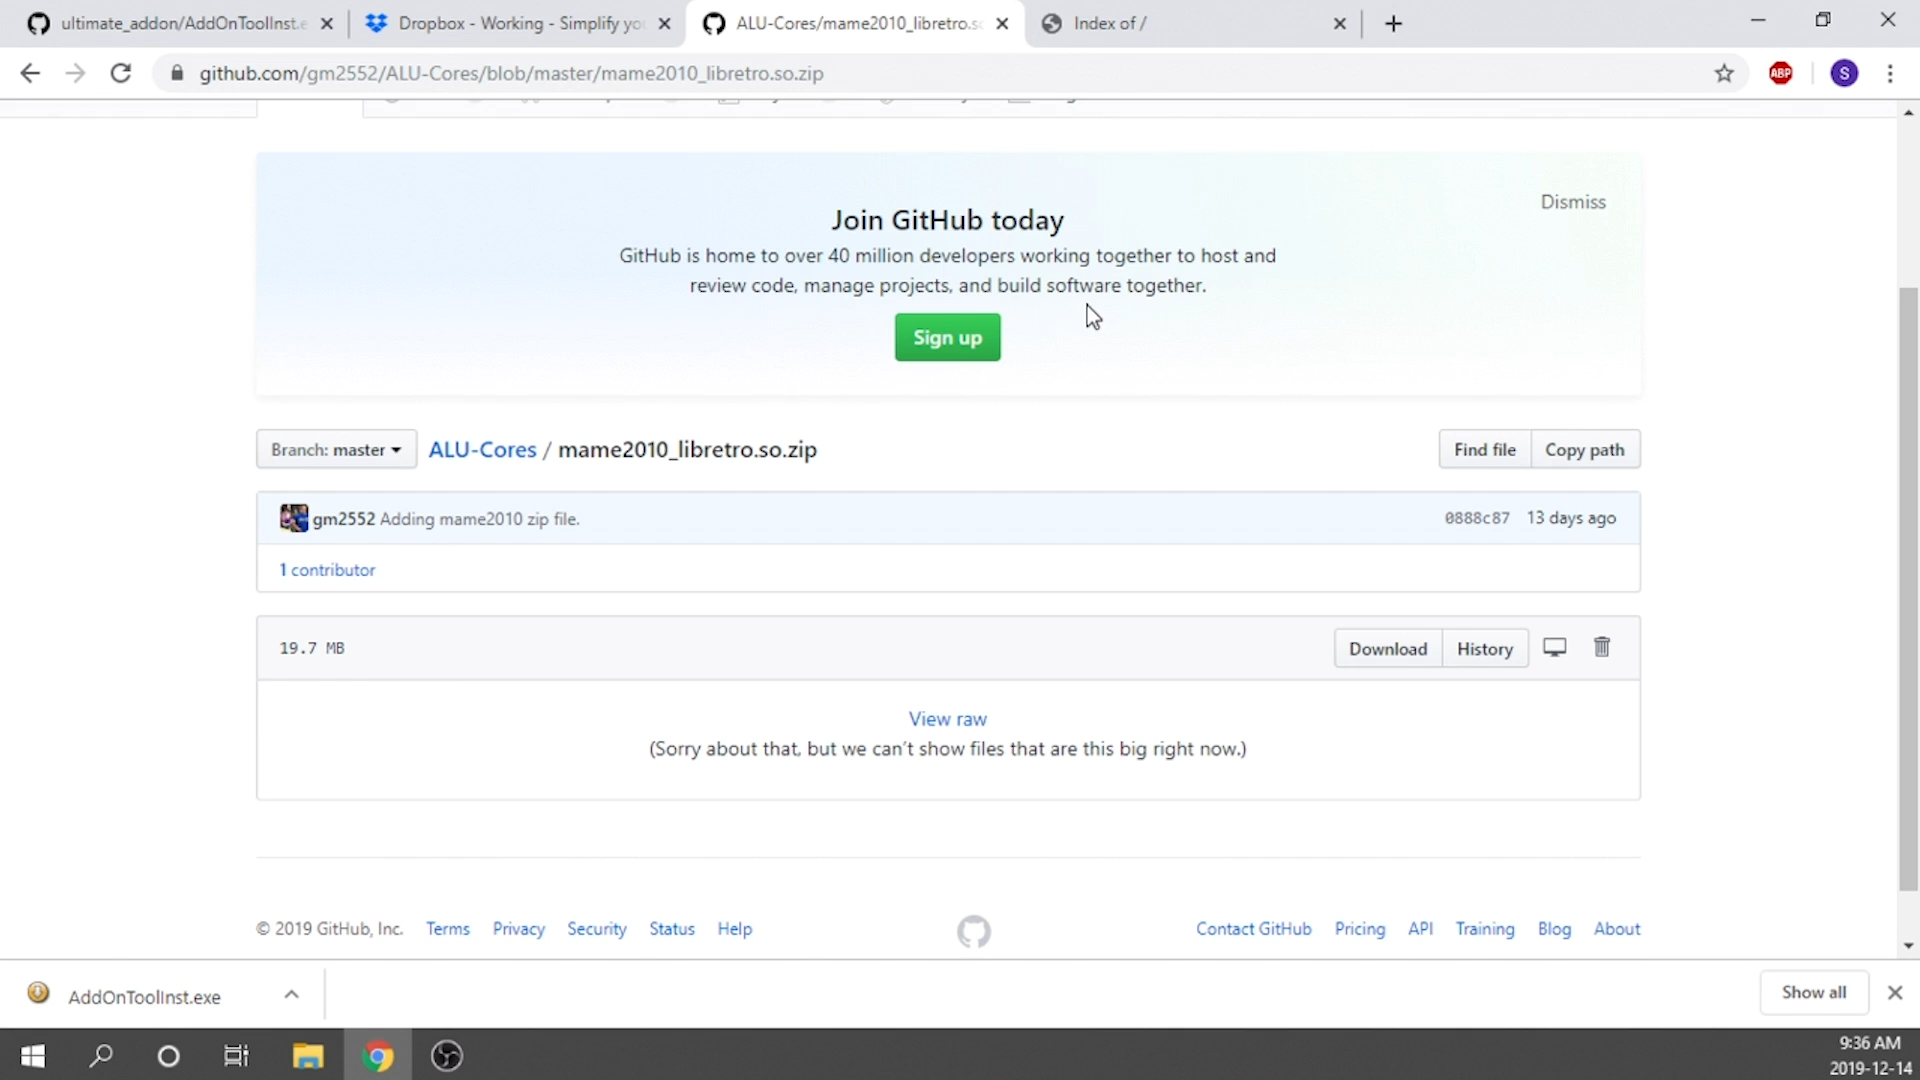 ultimate_addon/AddOnToolInst.e
Dropbox - Working - Simplify you
ALU-Cores/mame2010_libretro.so
Index of /
github.com/gm2552/ALU-Cores/blob/master/mame2010_libretro.so.zip
ABP
S
Join GitHub today
Dismiss
GitHub is home to over 40 million developers working together to host and
review code, manage projects, and build software together.
Sign up
Branch: master
ALU-Cores / mame2010_libretro.so.zip
Find file
Copy path
gm2552 Adding mame2010 zip file.
0888c87
13 days ago
1 contributor
19.7 MB
Download
History
View raw
(Sorry about that, but we can't show files that are this big right now.)
© 2019 GitHub, Inc.
Terms
Privacy
Security
Status
Help
Contact GitHub
Pricing
API
Training
Blog
About
AddOnToolInst.exe
Show all
9:36 AM
2019-12-14